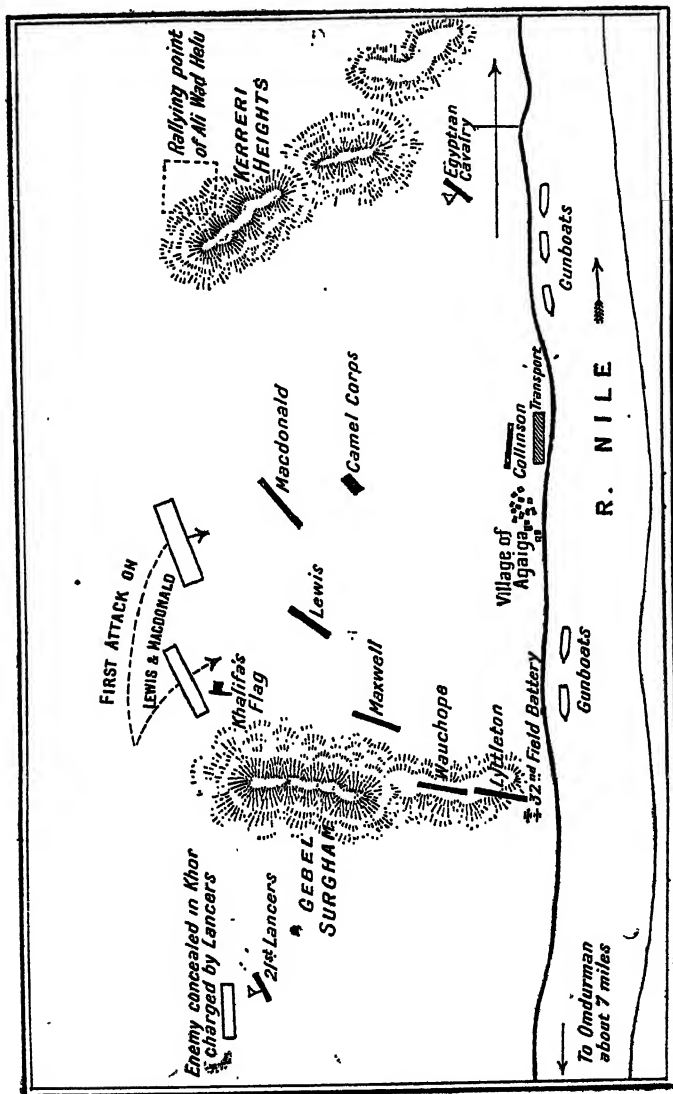 Enemy concealed in Khor
charged by Lancers
21st Lancers
GEBEL
SURGHAM
FIRST ATTACK ON
LEWIS & MACDONALD
Khalifa's
Flag
Rallying point
of Ali Wad Helu
KERRERI
HEIGHTS
Macdonald
Lewis
Camel Corps
Maxwell
Wauchope
Lyttleton
32nd Field Battery
Egyptian
Cavalry
Village of
Agaiga
Collinson
Transport
Gunboats
Gunboats
R. NILE
To Omdurman
about 7 miles